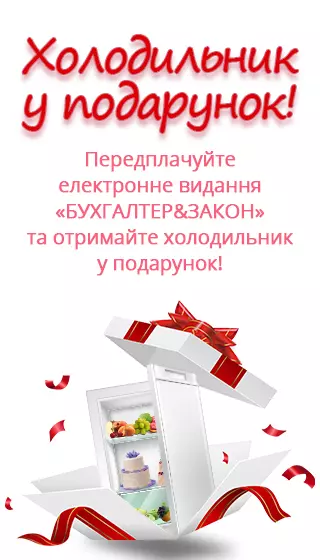 Холодильник
у подарунок!
Передплачуйте
електронне видання
«БУХГАЛТЕР&ЗАКОН»
та отримайте холодильник
у подарунок!